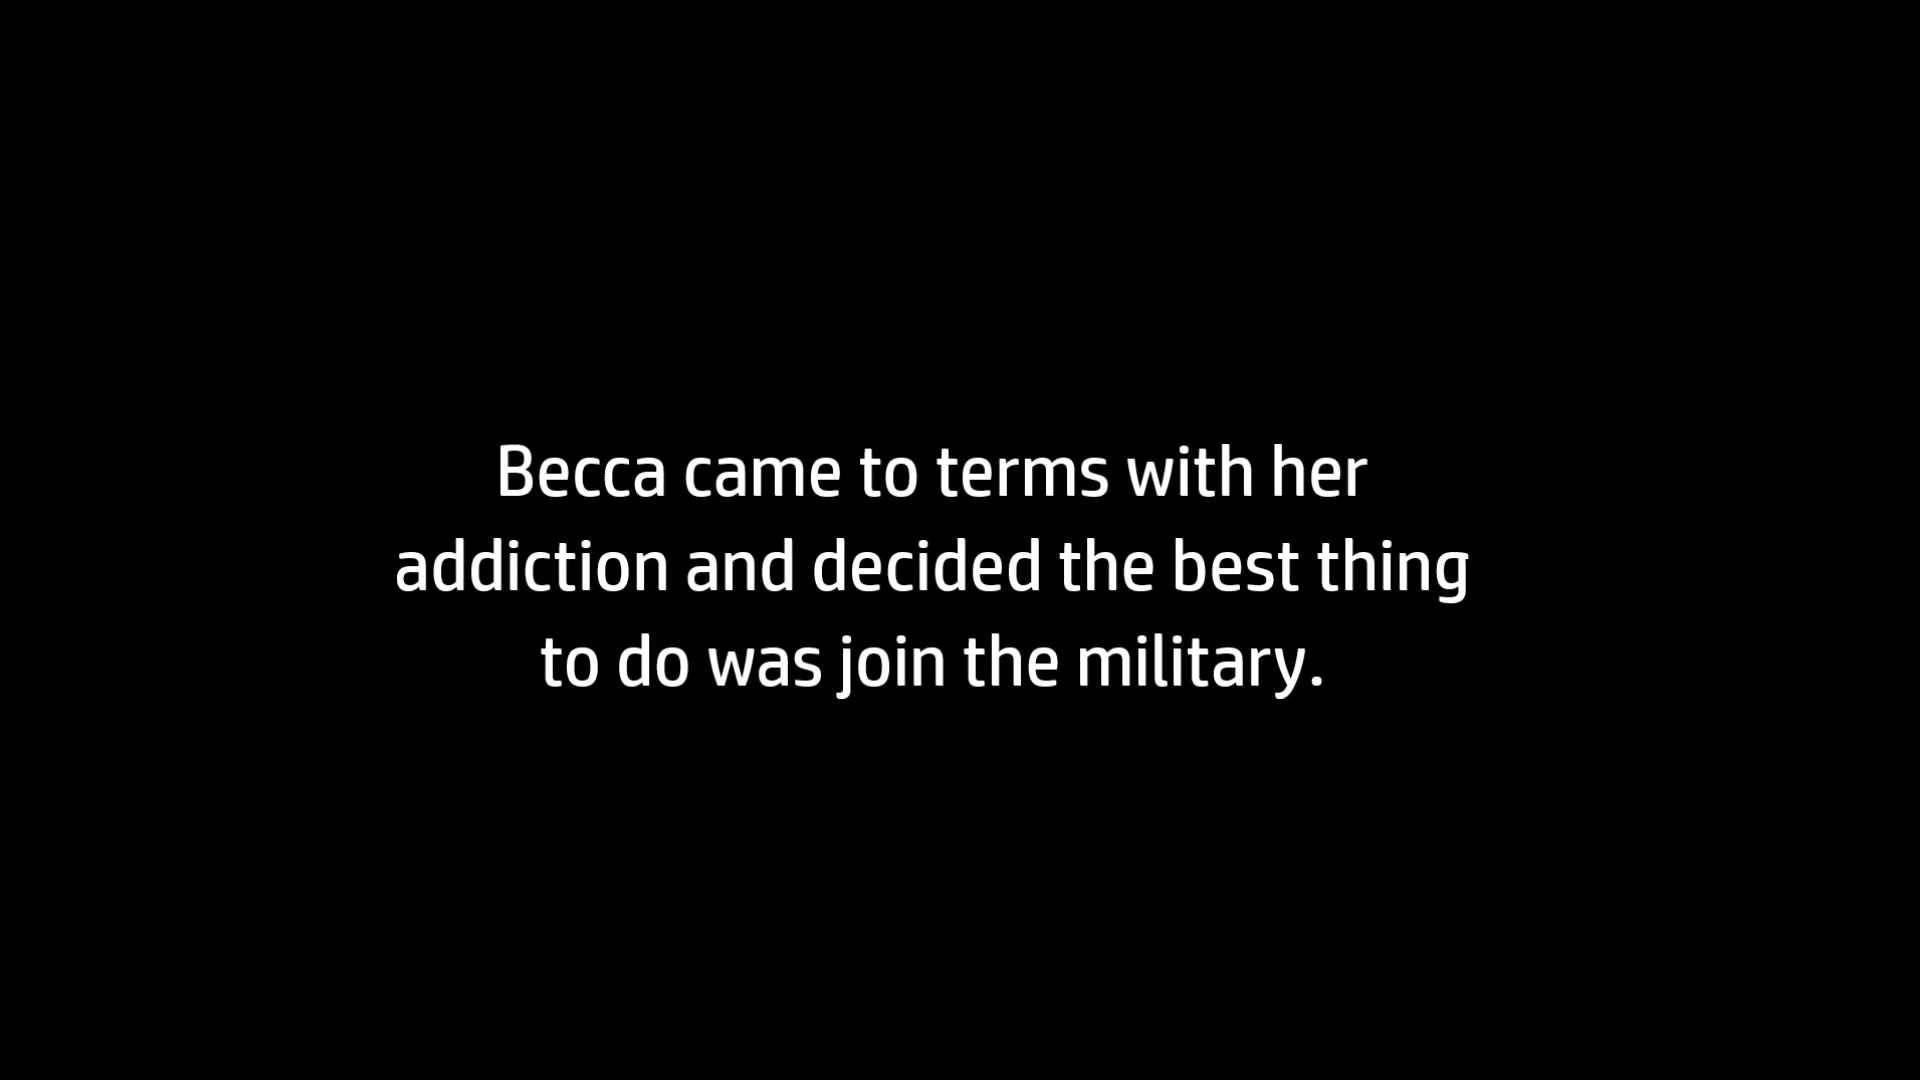 Becca came to terms with her
addiction and decided the best thing
to do was join the military.